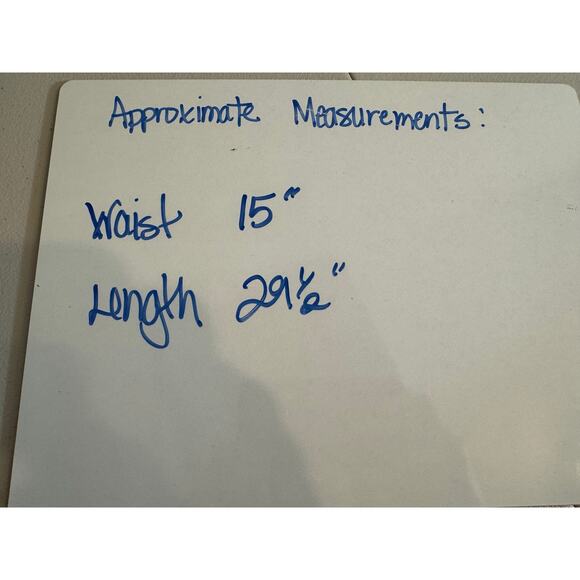 Approximate Measurements:
Waist 15"
Length 29½"